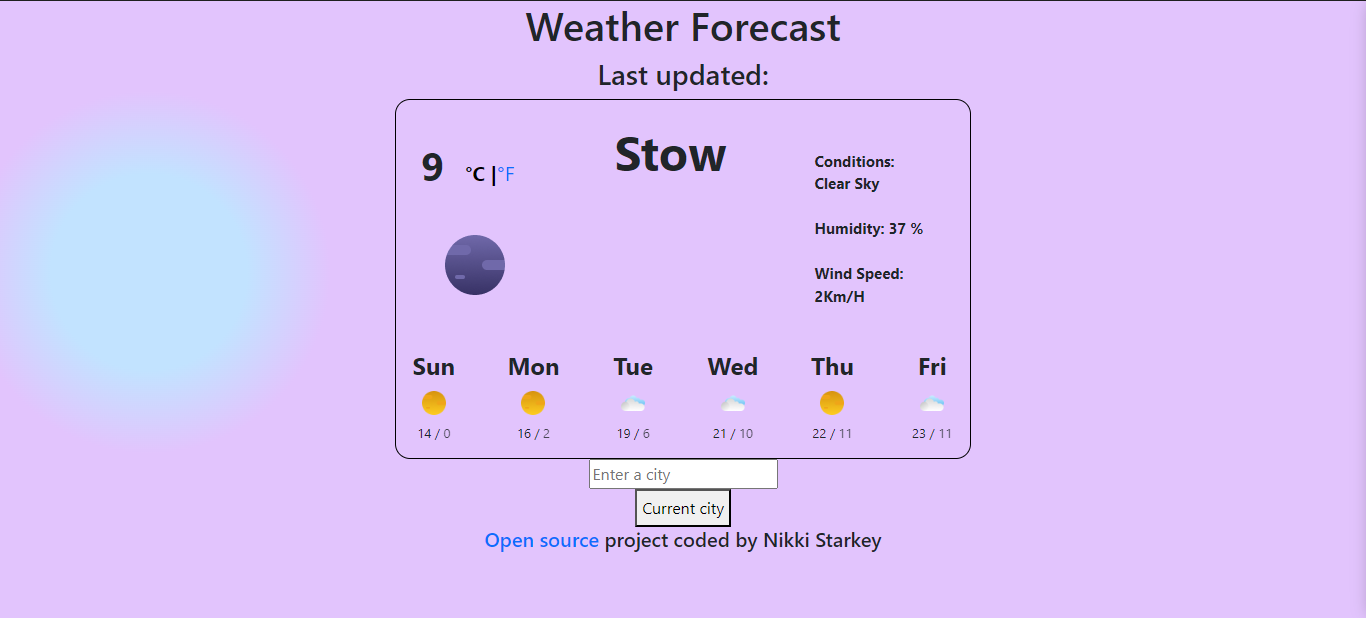 Weather Forecast
Last updated:
9 °C |°F
Stow
Conditions:
Clear Sky
Humidity: 37 %
Wind Speed:
2Km/H
Sun Mon Tue Wed Thu Fri
14 / 0 16 / 2 19 / 6 21 / 10 22 / 11 23 / 11
Enter a city
Current city
Open source project coded by Nikki Starkey